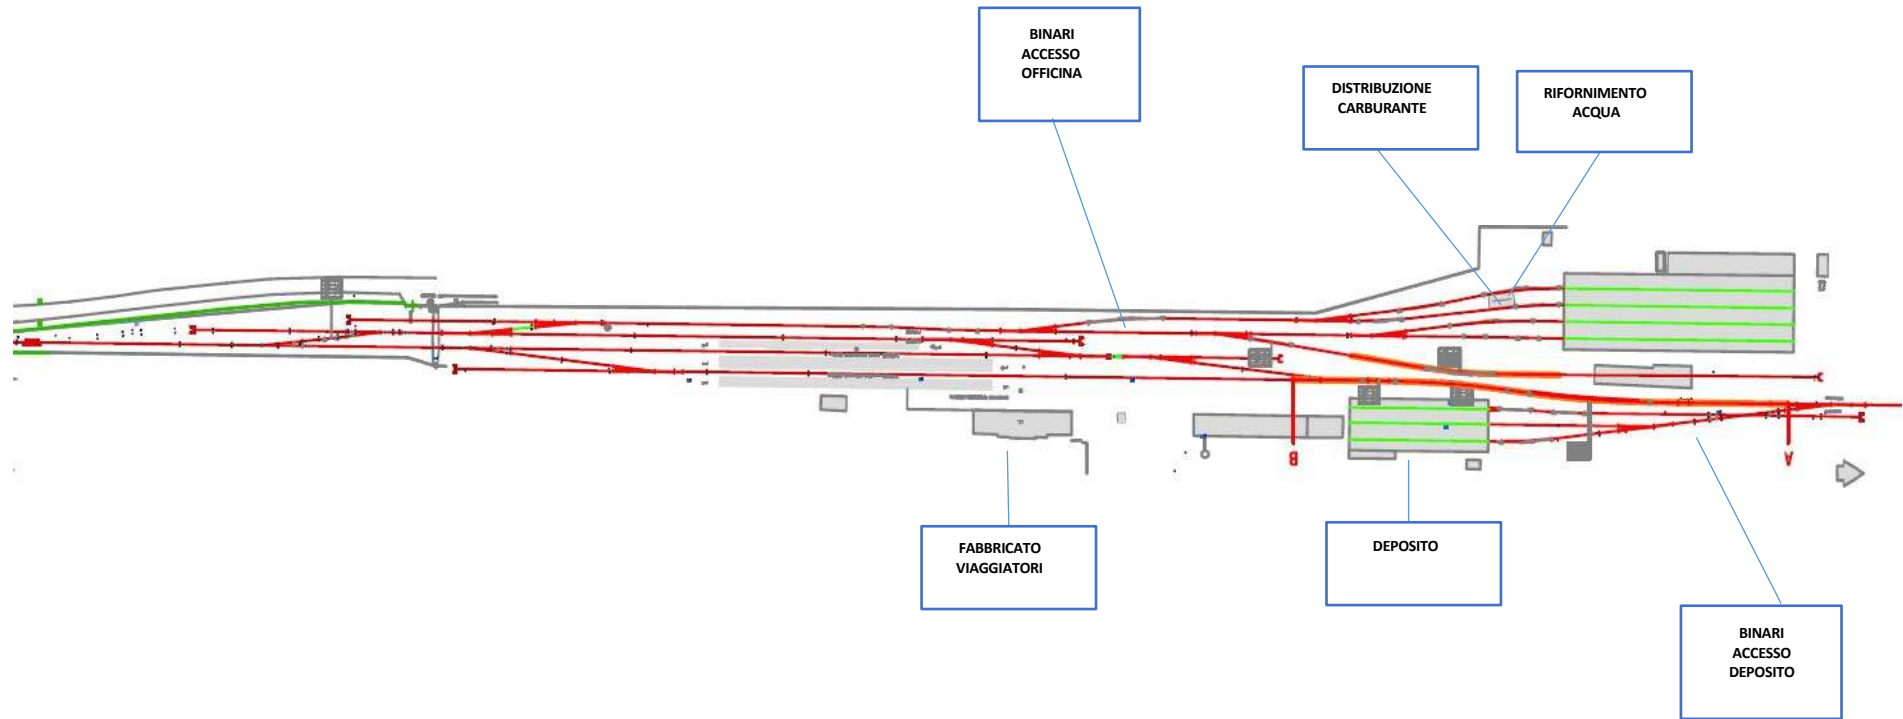 BINARI
ACCESSO
OFFICINA
DISTRIBUZIONE
CARBURANTE
RIFORNIMENTO
ACQUA
B
A
FABBRICATO
VIAGGIATORI
DEPOSITO
BINARI
ACCESSO
DEPOSITO